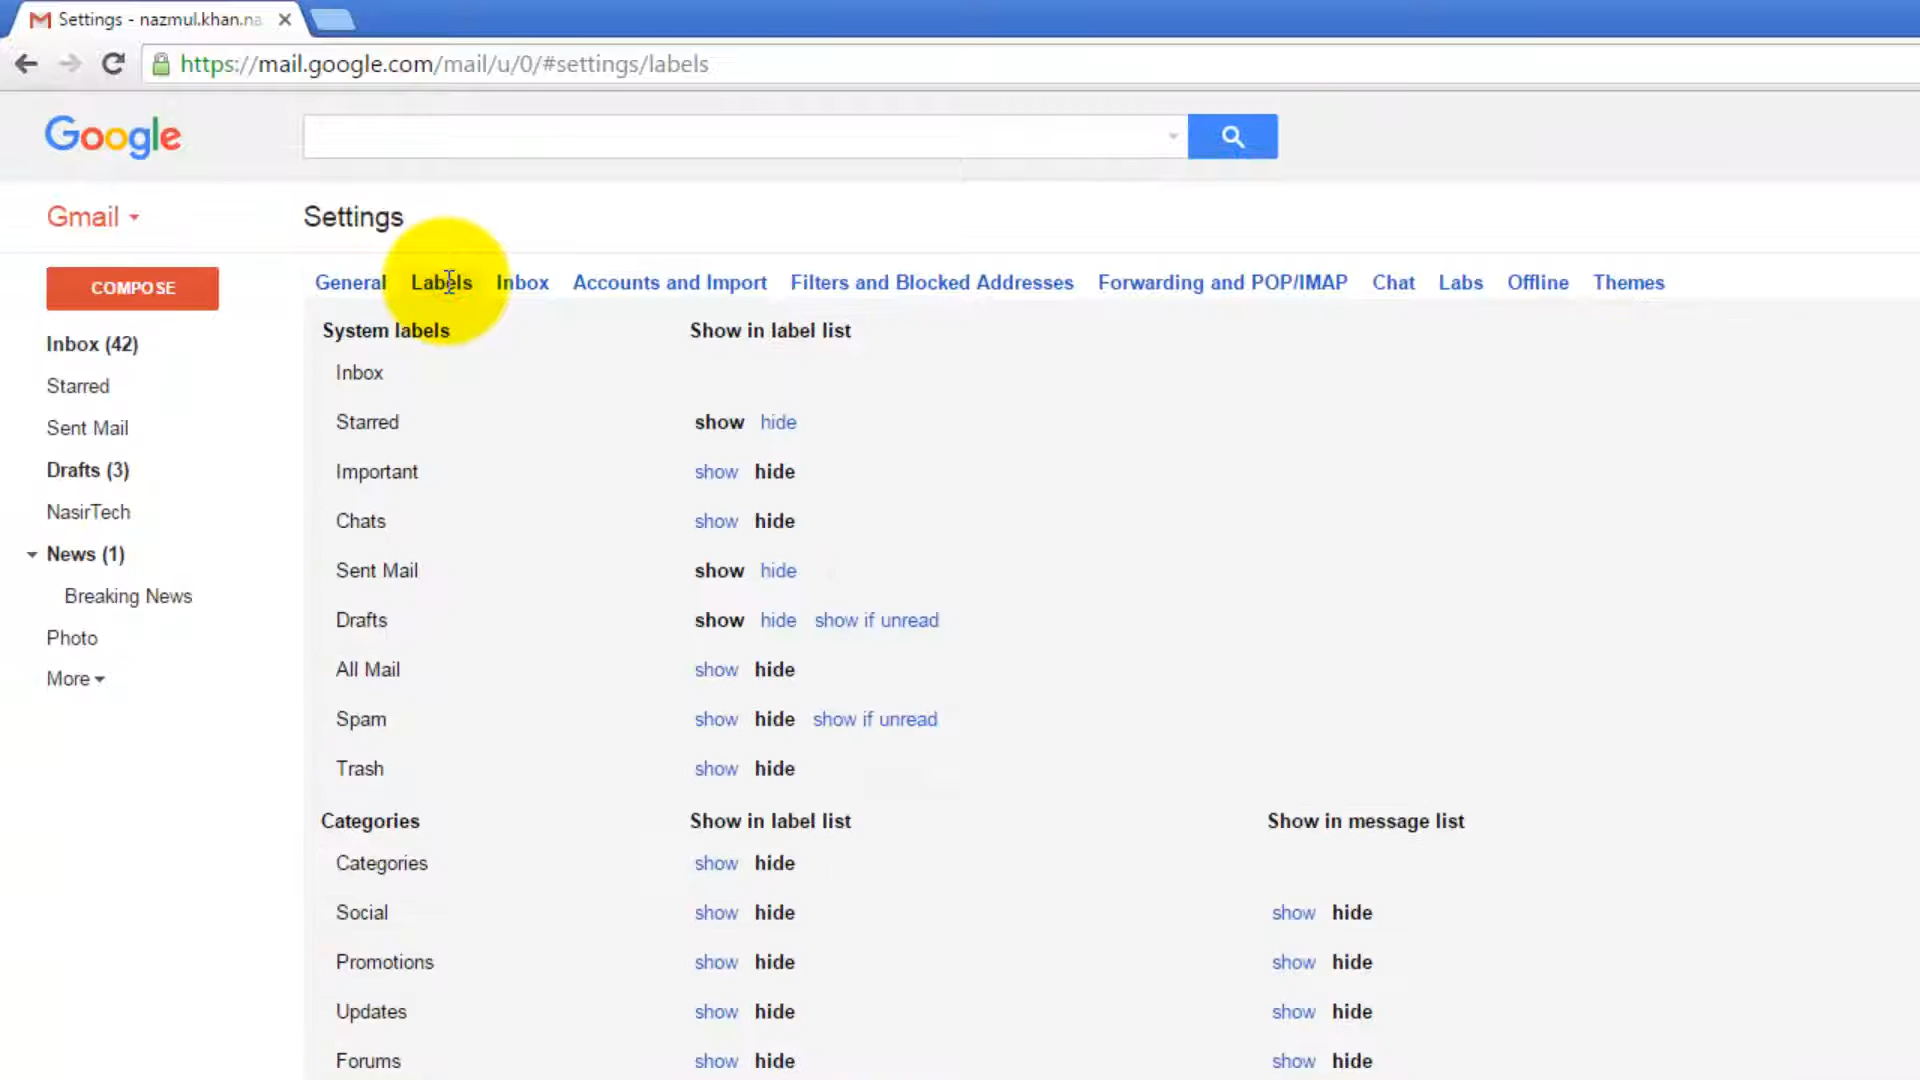 Settings - nazmul.khan.na
https://mail.google.com/mail/u/0/#settings/labels
Google
Gmail
Settings
General Labels Inbox Accounts and Import Filters and Blocked Addresses Forwarding and POP/IMAP Chat Labs Offline Themes
COMPOSE
Inbox (42)
Starred
Sent Mail
Drafts (3)
NasirTech
News (1)
Breaking News
Photo
More
System labels Show in label list
Inbox
Starred show hide
Important show hide
Chats show hide
Sent Mail show hide
Drafts show hide show if unread
All Mail show hide
Spam show hide show if unread
Trash show hide
Categories Show in label list Show in message list
Categories show hide
Social show hide show hide
Promotions show hide show hide
Updates show hide show hide
Forums show hide show hide